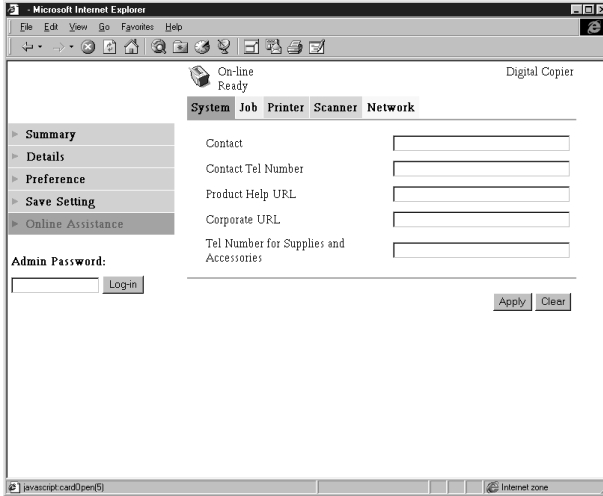 - Microsoft Internet Explorer
File Edit View Go Favorites Help
On-line
Ready
Digital Copier
System Job Printer Scanner Network
Summary
Details
Preference
Save Setting
Online Assistance
Admin Password:
Log-in
Contact
Contact Tel Number
Product Help URL
Corporate URL
Tel Number for Supplies and
Accessories
Apply Clear
javascript:cardOpen(5)
Internet zone